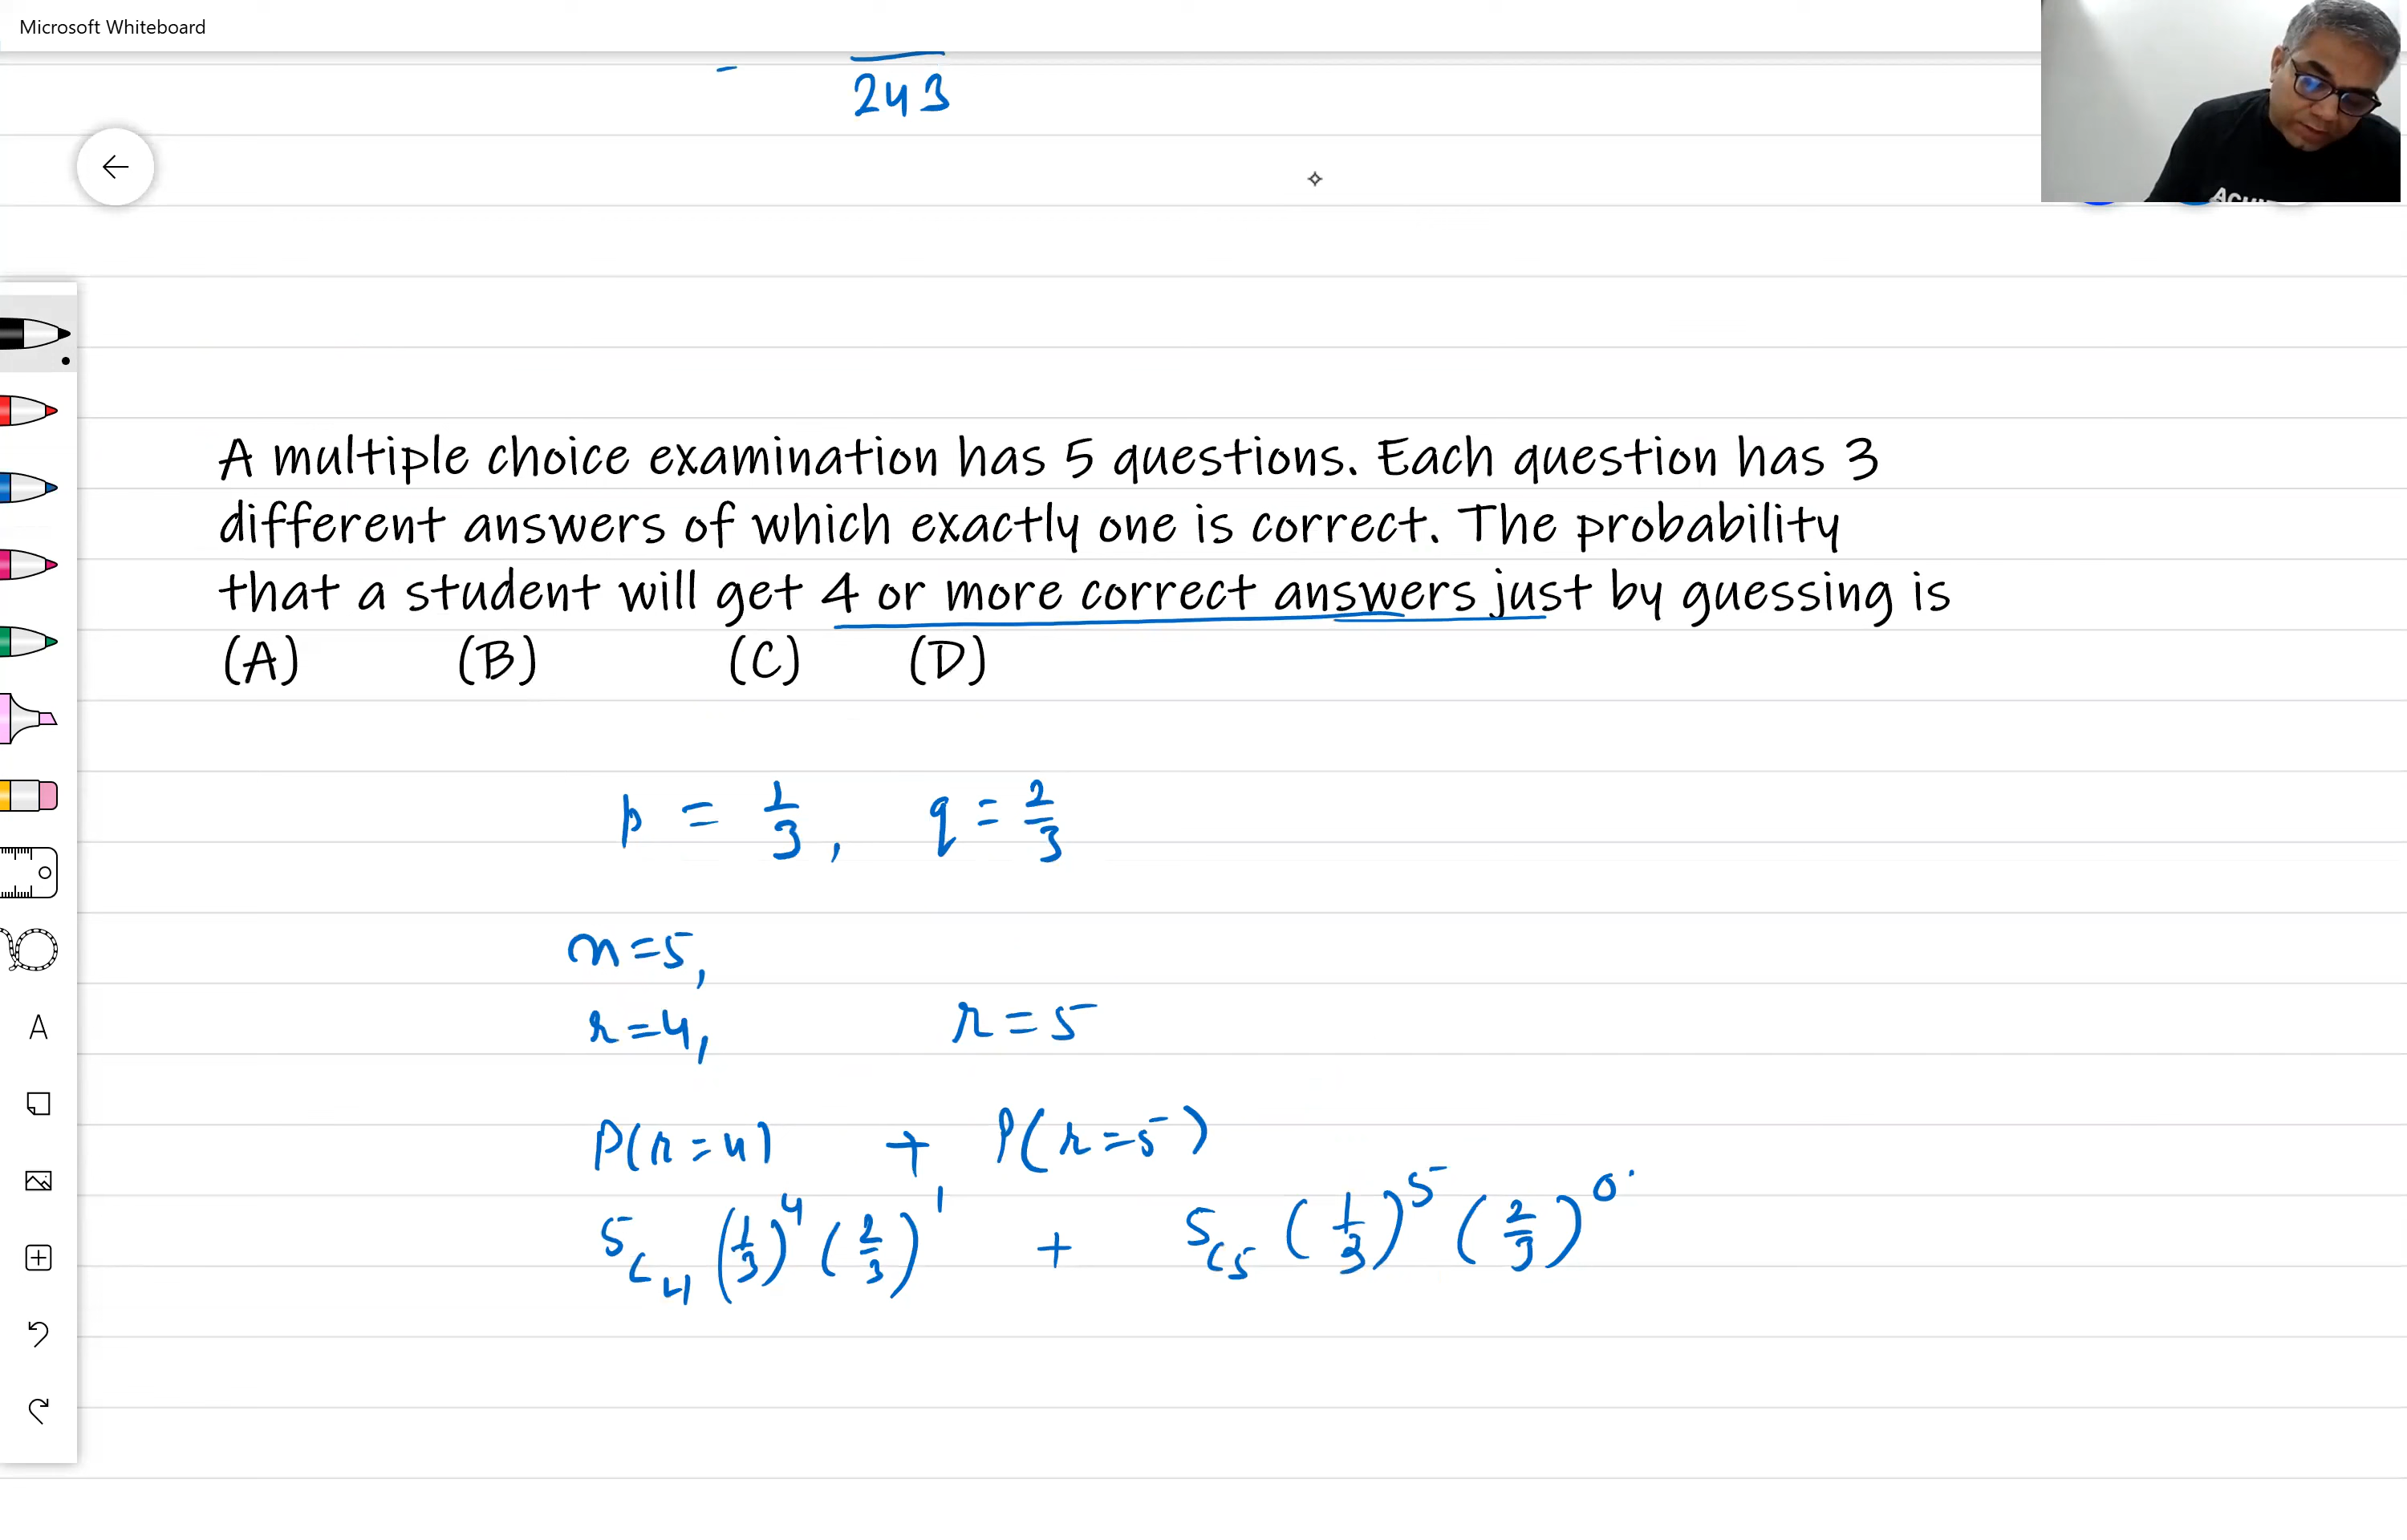 Microsoft Whiteboard
= 243
A multiple choice examination has 5 questions. Each question has 3
different answers of which exactly one is correct. The probability
that a student will get 4 or more correct answers just by guessing is
(A) (B) (C) (D)
p = 1/3, q = 2/3
n=5,
r=4, r=5
P(r=4) + P(r=5)
5C4 (1/3)^4 (2/3)^1 + 5C5 (1/3)^5 (2/3)^0
A